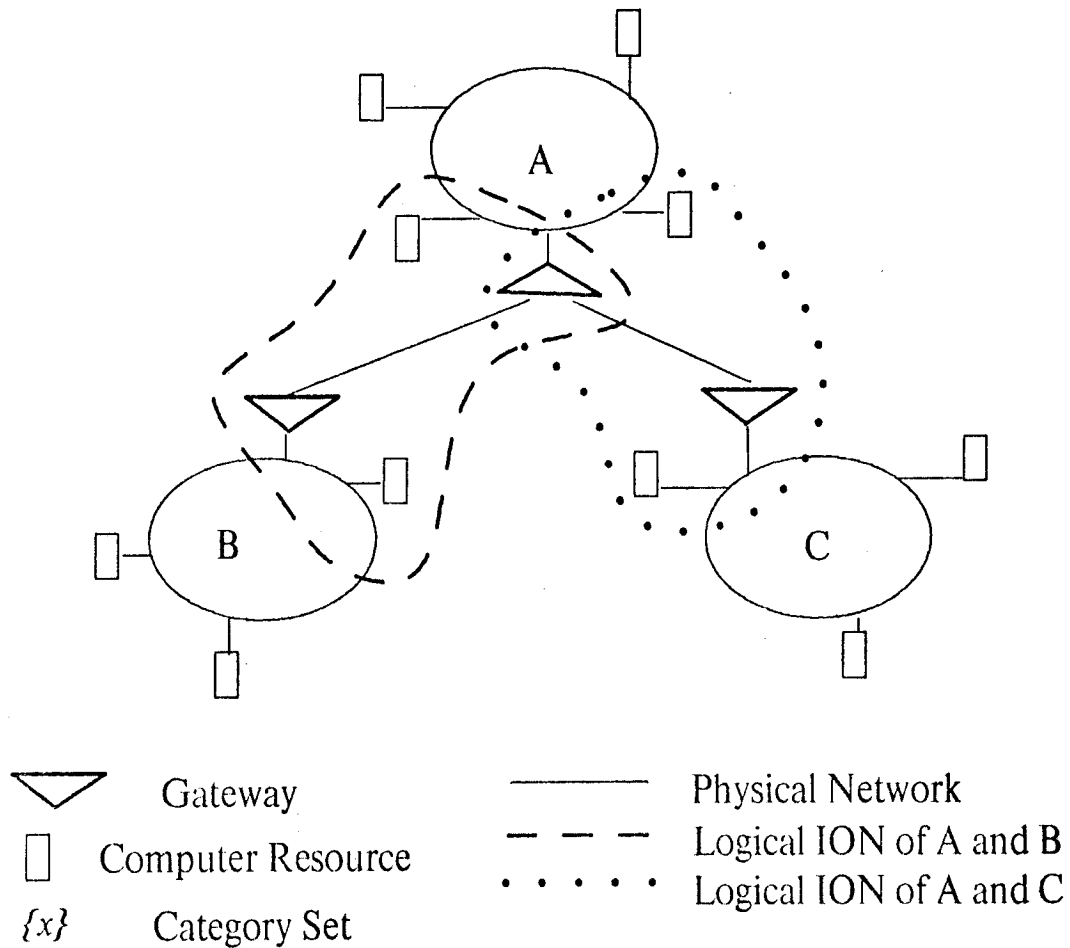 A
B
C
Gateway
Physical Network
Computer Resource
Logical ION of A and B
{x} Category Set
Logical ION of A and C